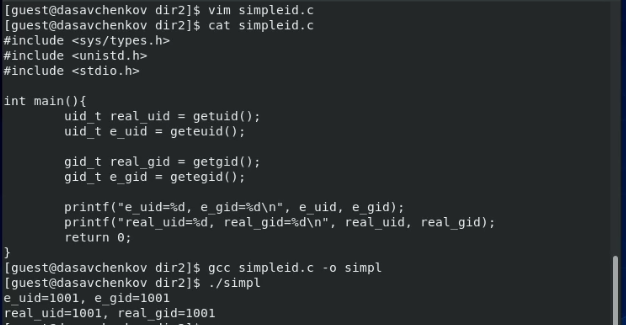 [guest@dasavchenkov dir2]$ vim simpleid.c
[guest@dasavchenkov dir2]$ cat simpleid.c
#include <sys/types.h>
#include <unistd.h>
#include <stdio.h>

int main(){
        uid_t real_uid = getuid();
        uid_t e_uid = geteuid();

        gid_t real_gid = getgid();
        gid_t e_gid = getegid();

        printf("e_uid=%d, e_gid=%d\n", e_uid, e_gid);
        printf("real_uid=%d, real_gid=%d\n", real_uid, real_gid);
        return 0;
}
[guest@dasavchenkov dir2]$ gcc simpleid.c -o simpl
[guest@dasavchenkov dir2]$ ./simpl
e_uid=1001, e_gid=1001
real_uid=1001, real_gid=1001